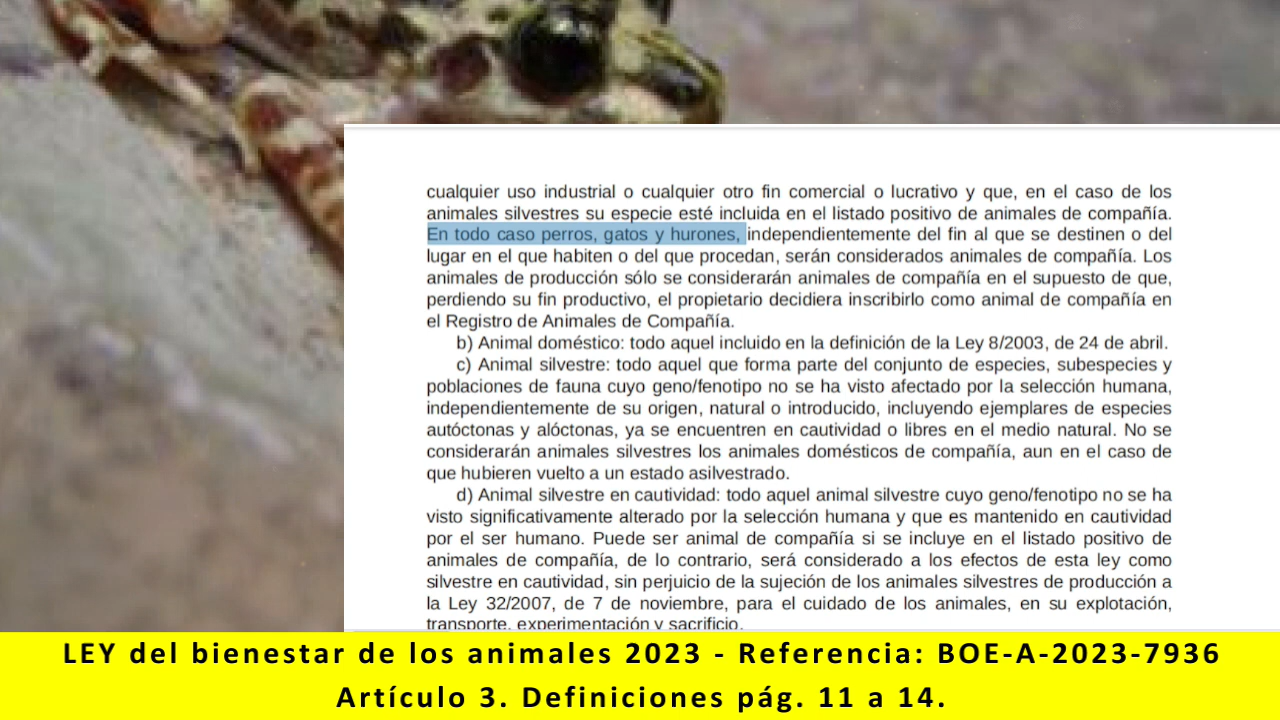 cualquier uso industrial o cualquier otro fin comercial o lucrativo y que, en el caso de los
animales silvestres su especie esté incluida en el listado positivo de animales de compañía.
En todo caso perros, gatos y hurones, independientemente del fin al que se destinen o del
lugar en el que habiten o del que procedan, serán considerados animales de compañía. Los
animales de producción sólo se considerarán animales de compañía en el supuesto de que,
perdiendo su fin productivo, el propietario decidiera inscribirlo como animal de compañía en
el Registro de Animales de Compañía.
b) Animal doméstico: todo aquel incluido en la definición de la Ley 8/2003, de 24 de abril.
c) Animal silvestre: todo aquel que forma parte del conjunto de especies, subespecies y
poblaciones de fauna cuyo geno/fenotipo no se ha visto afectado por la selección humana,
independientemente de su origen, natural o introducido, incluyendo ejemplares de especies
autóctonas y alóctonas, ya se encuentren en cautividad o libres en el medio natural. No se
considerarán animales silvestres los animales domésticos de compañía, aun en el caso de
que hubieren vuelto a un estado asilvestrado.
d) Animal silvestre en cautividad: todo aquel animal silvestre cuyo geno/fenotipo no se ha
visto significativamente alterado por la selección humana y que es mantenido en cautividad
por el ser humano. Puede ser animal de compañía si se incluye en el listado positivo de
animales de compañía, de lo contrario, será considerado a los efectos de esta ley como
silvestre en cautividad, sin perjuicio de la sujeción de los animales silvestres de producción a
la Ley 32/2007, de 7 de noviembre, para el cuidado de los animales, en su explotación,
transporte, experimentación y sacrificio.
LEY del bienestar de los animales 2023 - Referencia: BOE-A-2023-7936
Artículo 3. Definiciones pág. 11 a 14.